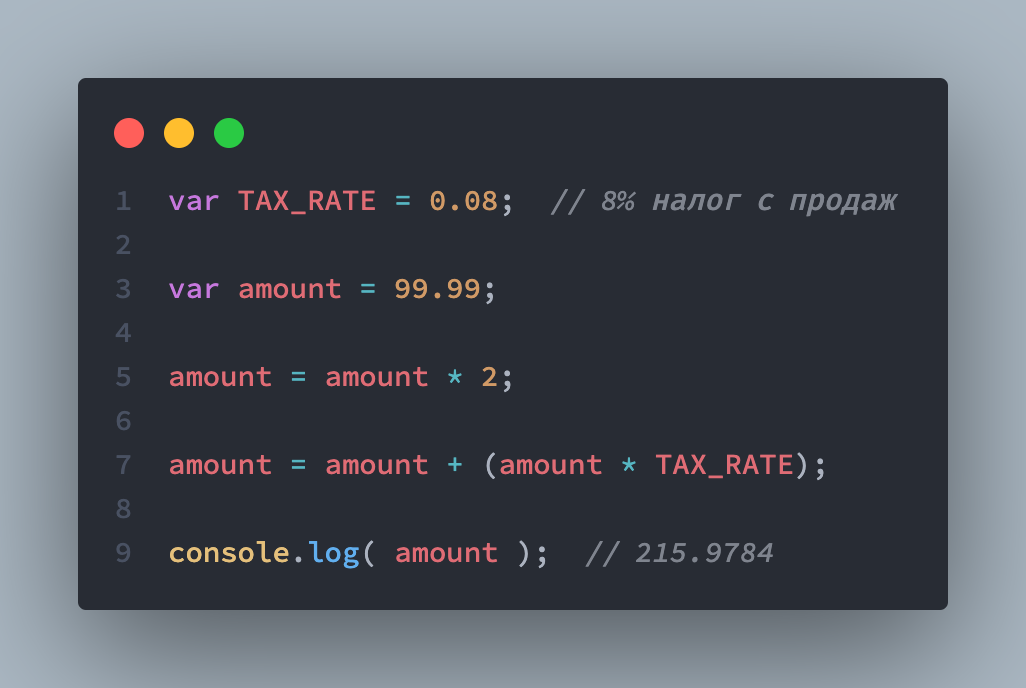 1 var TAX_RATE = 0.08;  // 8% налог с продаж
2
3 var amount = 99.99;
4
5 amount = amount * 2;
6
7 amount = amount + (amount * TAX_RATE);
8
9 console.log( amount );  // 215.9784